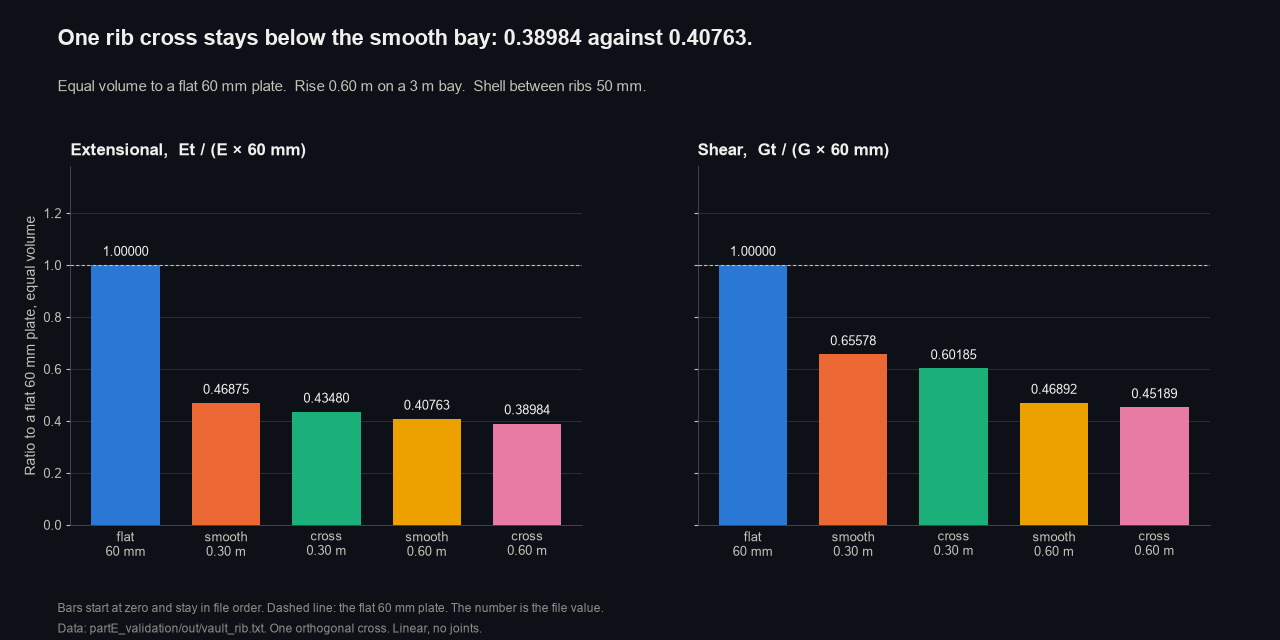 One rib cross stays below the smooth bay: 0.38984 against 0.40763.
Equal volume to a flat 60 mm plate.  Rise 0.60 m on a 3 m bay.  Shell between ribs 50 mm.
Extensional,  Et / (E × 60 mm)
Ratio to a flat 60 mm plate, equal volume
1.2
1.0
0.8
0.6
0.4
0.2
0.0
1.00000
0.46875
0.43480
0.40763
0.38984
flat
60 mm
smooth
0.30 m
cross
0.30 m
smooth
0.60 m
cross
0.60 m
Shear,  Gt / (G × 60 mm)
1.00000
0.65578
0.60185
0.46892
0.45189
flat
60 mm
smooth
0.30 m
cross
0.30 m
smooth
0.60 m
cross
0.60 m
Bars start at zero and stay in file order. Dashed line: the flat 60 mm plate. The number is the file value.
Data: partE_validation/out/vault_rib.txt. One orthogonal cross. Linear, no joints.